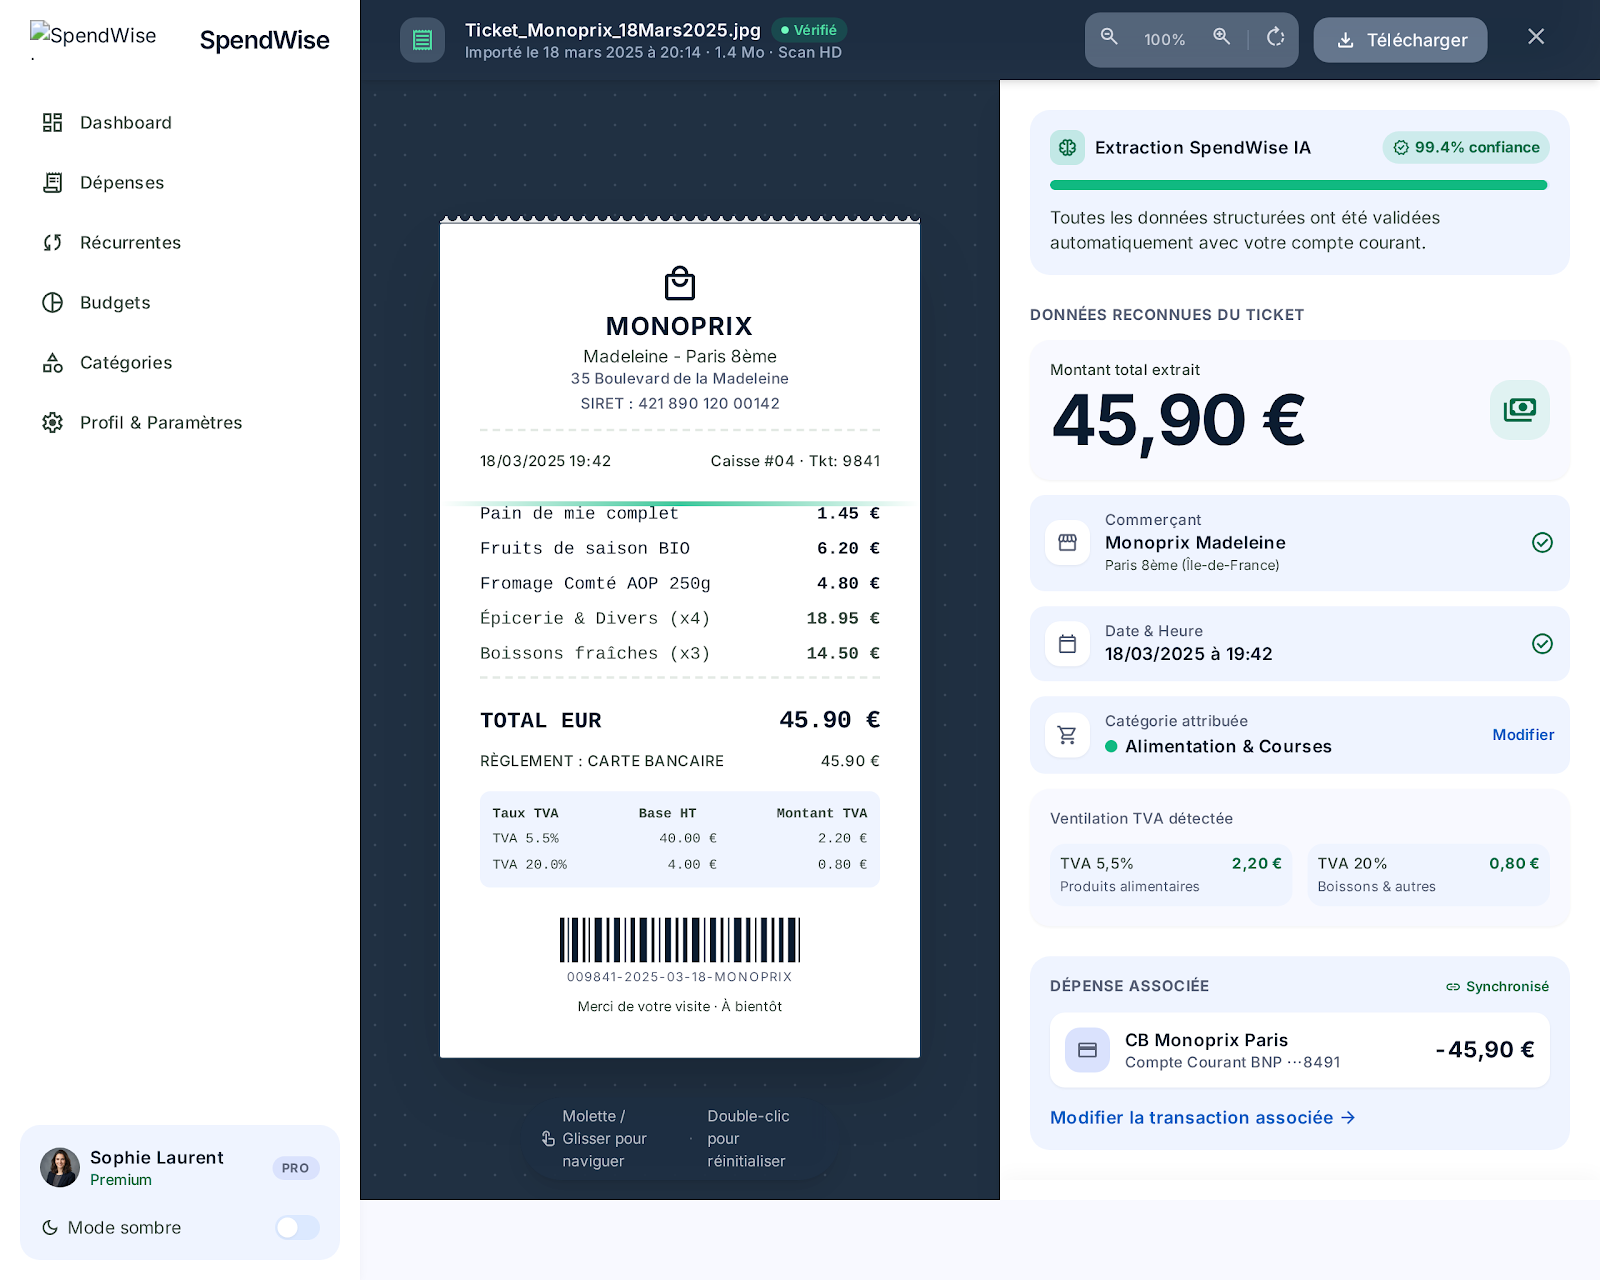 SpendWise
.
SpendWise
Dashboard
Dépenses
Récurrentes
Budgets
Catégories
Profil & Paramètres
Sophie Laurent
Premium
PRO
Mode sombre
Ticket_Monoprix_18Mars2025.jpg
Vérifié
Importé le 18 mars 2025 à 20:14 · 1.4 Mo · Scan HD
100%
Télécharger
MONOPRIX
Madeleine - Paris 8ème
35 Boulevard de la Madeleine
SIRET : 421 890 120 00142
18/03/2025 19:42 Caisse #04 · Tkt: 9841
Pain de mie complet 1.45 €
Fruits de saison BIO 6.20 €
Fromage Comté AOP 250g 4.80 €
Épicerie & Divers (x4) 18.95 €
Boissons fraîches (x3) 14.50 €
TOTAL EUR 45.90 €
RÈGLEMENT : CARTE BANCAIRE 45.90 €
Taux TVA Base HT Montant TVA
TVA 5.5% 40.00 € 2.20 €
TVA 20.0% 4.00 € 0.80 €
009841-2025-03-18-MONOPRIX
Merci de votre visite · À bientôt
Molette /
Glisser pour
naviguer
·
Double-clic
pour
réinitialiser
Extraction SpendWise IA
99.4% confiance
Toutes les données structurées ont été validées
automatiquement avec votre compte courant.
DONNÉES RECONNUES DU TICKET
Montant total extrait
45,90 €
Commerçant
Monoprix Madeleine
Paris 8ème (Île-de-France)
Date & Heure
18/03/2025 à 19:42
Catégorie attribuée
Alimentation & Courses
Modifier
Ventilation TVA détectée
TVA 5,5% 2,20 €
Produits alimentaires
TVA 20% 0,80 €
Boissons & autres
DÉPENSE ASSOCIÉE
Synchronisé
CB Monoprix Paris
Compte Courant BNP ···8491
-45,90 €
Modifier la transaction associée →